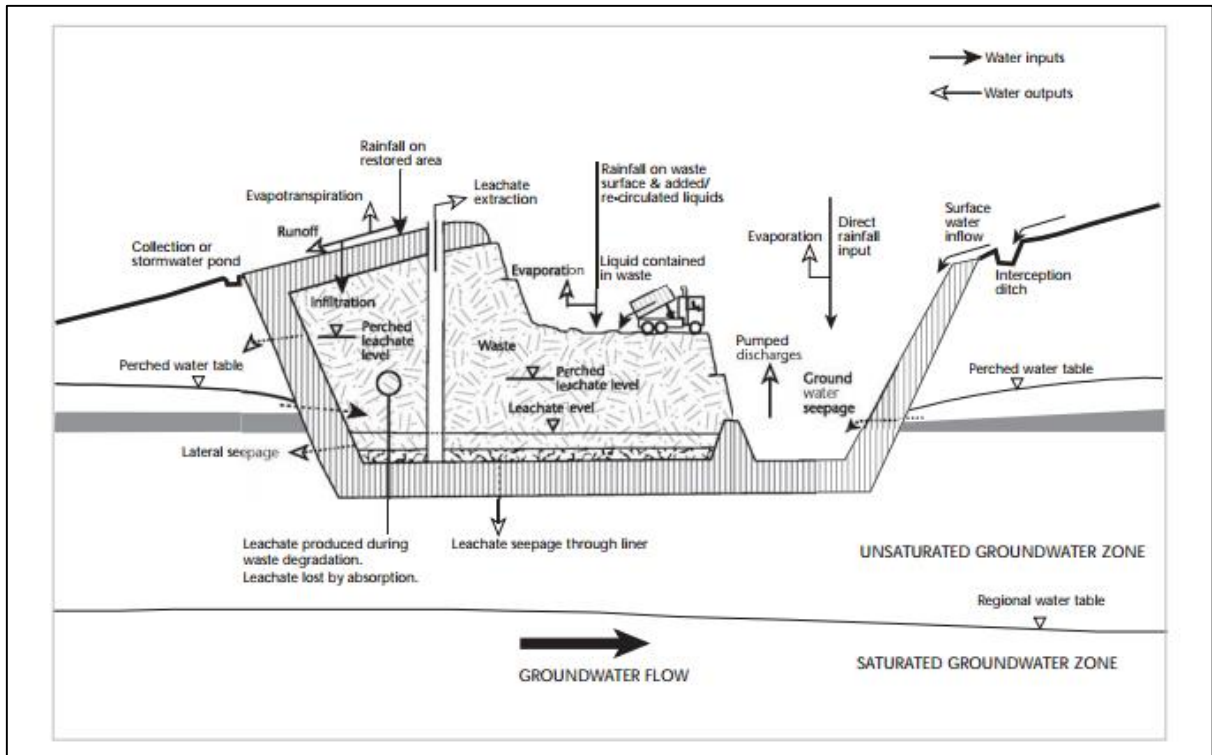 Water inputs
Water outputs
Rainfall on
restored area
Leachate
extraction
Evapotranspiration
Runoff
Collection or
stormwater pond
Infiltration
Rainfall on waste
surface & added/
re-circulated liquids
Evaporation
Liquid contained
in waste
Evaporation
Direct
rainfall
input
Surface
water
inflow
Interception
ditch
Perched
leachate
level
Waste
Perched
leachate level
Leachate level
Pumped
discharges
Ground
water
seepage
Perched water table
Perched water table
Lateral seepage
Leachate produced during
waste degradation.
Leachate lost by absorption.
Leachate seepage through liner
UNSATURATED GROUNDWATER ZONE
Regional water table
GROUNDWATER FLOW
SATURATED GROUNDWATER ZONE